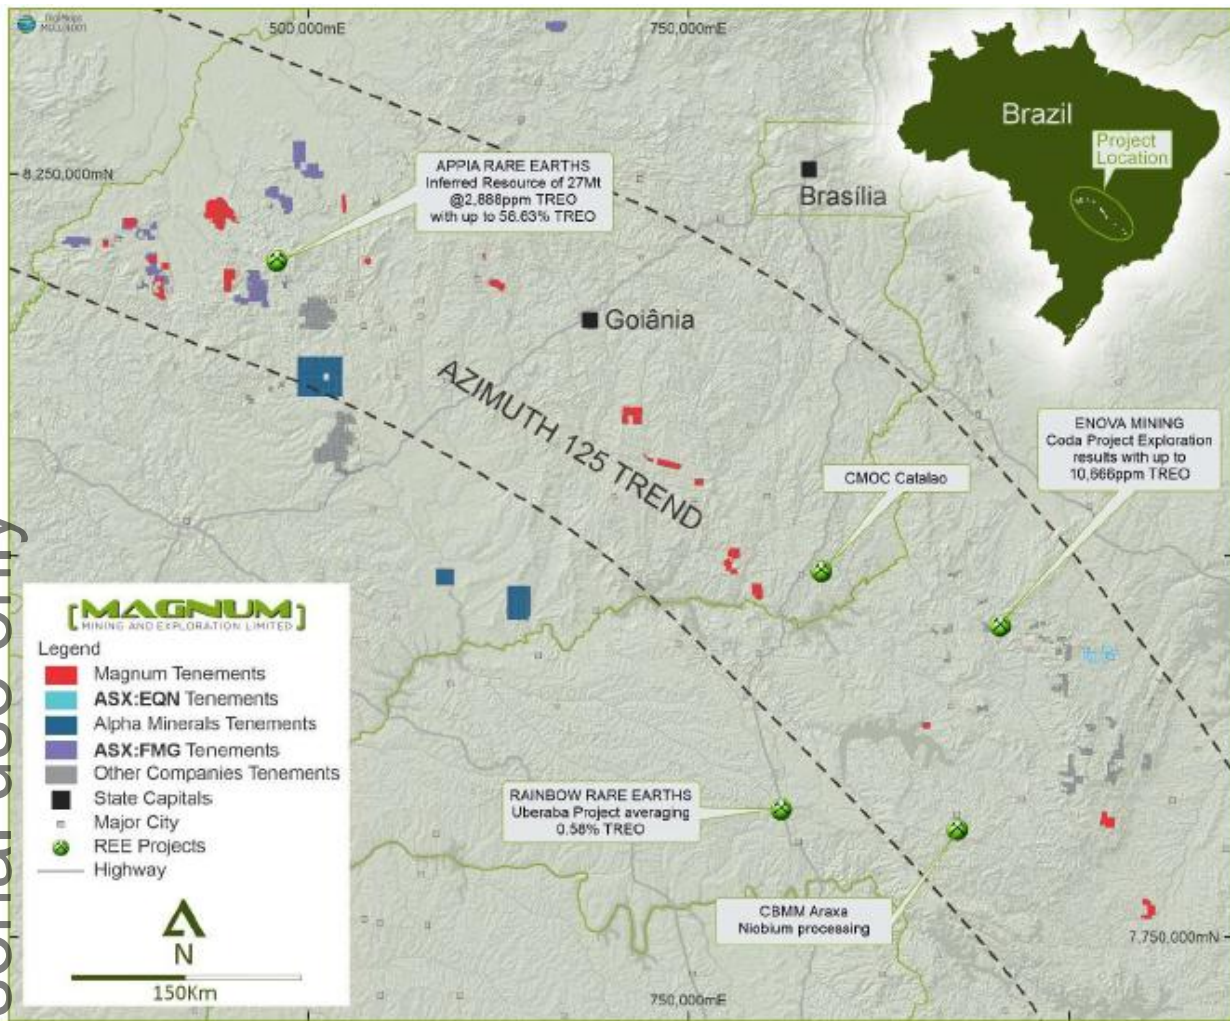 500,000mE
750,000mE
Brazil
Project
Location
8,250,000mN
APPIA RARE EARTHS
Inferred Resource of 27Mt
@2,888ppm TREO
with up to 58.63% TREO
Brasília
Goiânia
AZIMUTH 125 TREND
ENOVA MINING
Coda Project Exploration
results with up to
10,666ppm TREO
CMOC Catalao
[MAGNUM]
MINING AND EXPLORATION LIMITED
Legend
Magnum Tenements
ASX:EQN Tenements
Alpha Minerals Tenements
ASX:FMG Tenements
Other Companies Tenements
State Capitals
Major City
REE Projects
Highway
N
150Km
RAINBOW RARE EARTHS
Uberaba Project averaging
0.58% TREO
CBMM Araxa
Niobium processing
7,750,000mN
750,000mE